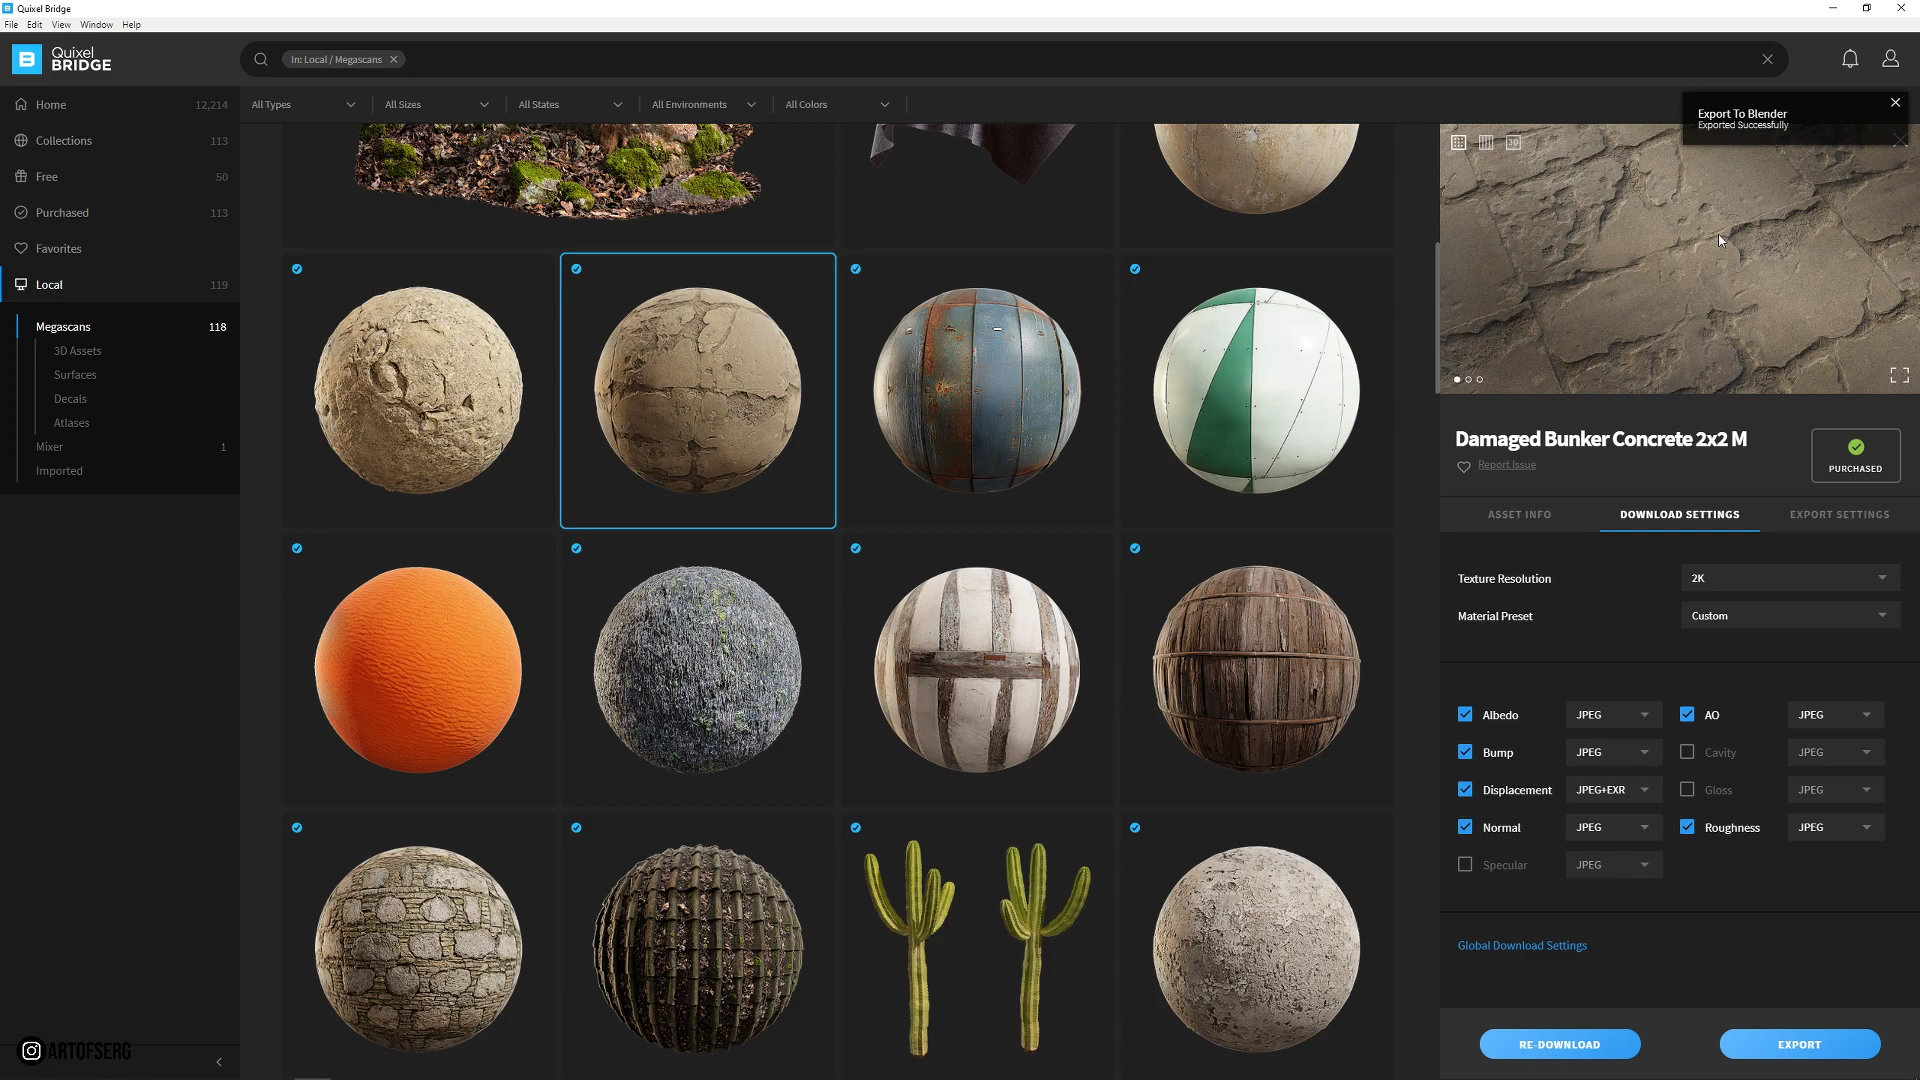 Quixel Bridge
File Edit View Window Help
Quixel
BRIDGE
In: Local / Megascans
Home 12,214
Collections 113
Free 50
Purchased 113
Favorites
Local 119
Megascans 118
3D Assets
Surfaces
Decals
Atlases
Mixer 1
Imported
ARTOFSERG
All Types
All Sizes
All States
All Environments
All Colors
Export To Blender
Exported Successfully
3D
Damaged Bunker Concrete 2x2 M
Report Issue
PURCHASED
ASSET INFO
DOWNLOAD SETTINGS
EXPORT SETTINGS
Texture Resolution 2K
Material Preset Custom
Albedo JPEG AO JPEG
Bump JPEG Cavity JPEG
Displacement JPEG+EXR Gloss JPEG
Normal JPEG Roughness JPEG
Specular JPEG
Global Download Settings
RE-DOWNLOAD
EXPORT